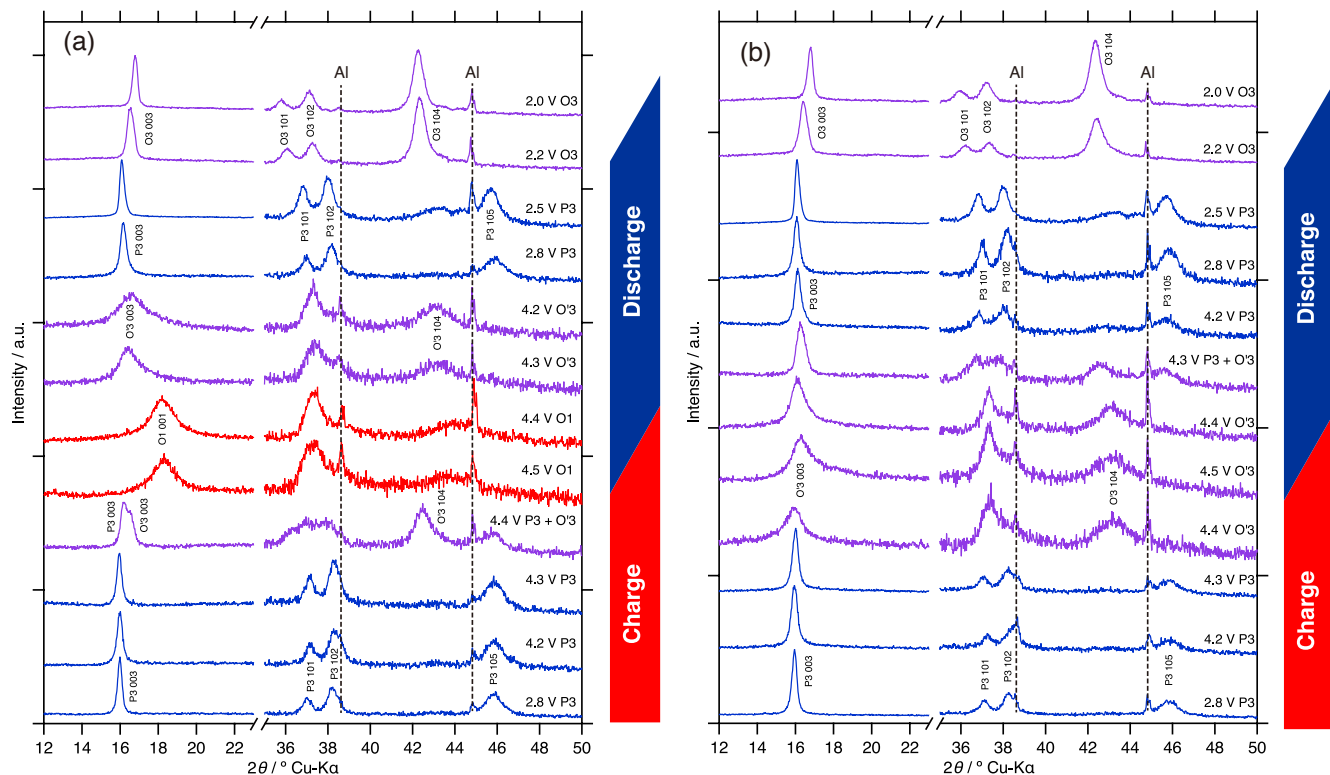 (a)
Al
Al
2.0 V O3
O3 101
O3 102
O3 003
O3 104
2.2 V O3
2.5 V P3
P3 101
P3 102
P3 105
P3 003
2.8 V P3
4.2 V O'3
O'3 003
O'3 104
4.3 V O'3
4.4 V O1
O1 001
4.5 V O1
P3 003
O'3 003
O'3 104
4.4 V P3 + O'3
4.3 V P3
4.2 V P3
P3 003
P3 101
P3 102
P3 105
2.8 V P3
Intensity / a.u.
12 14 16 18 20 22 36 38 40 42 44 46 48 50
2θ / ° Cu-Kα
Discharge
Charge
(b)
Al
Al
O3 104
2.0 V O3
O3 003
O3 101
O3 102
2.2 V O3
2.5 V P3
2.8 V P3
P3 003
P3 101
P3 102
P3 105
4.2 V P3
4.3 V P3 + O'3
4.4 V O'3
O'3 003
O'3 104
4.5 V O'3
4.4 V O'3
4.3 V P3
4.2 V P3
P3 003
P3 101
P3 102
P3 105
2.8 V P3
Intensity / a.u.
12 14 16 18 20 22 36 38 40 42 44 46 48 50
2θ / ° Cu-Kα
Discharge
Charge